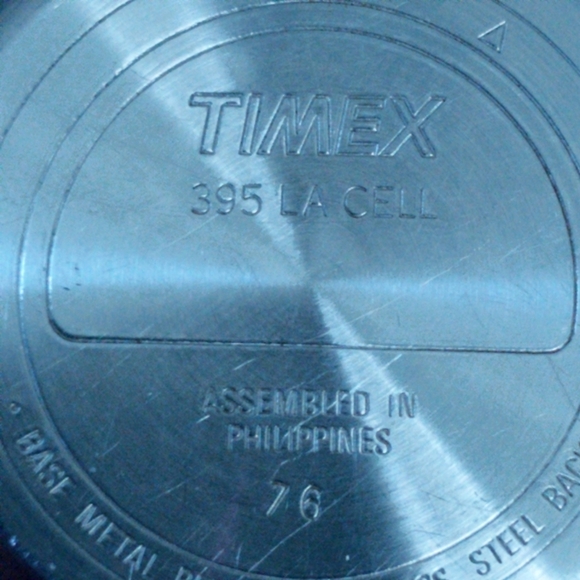 TIMEX
395 LA CELL
ASSEMBLED IN
PHILIPPINES
76
BASE METAL
STEEL BACK